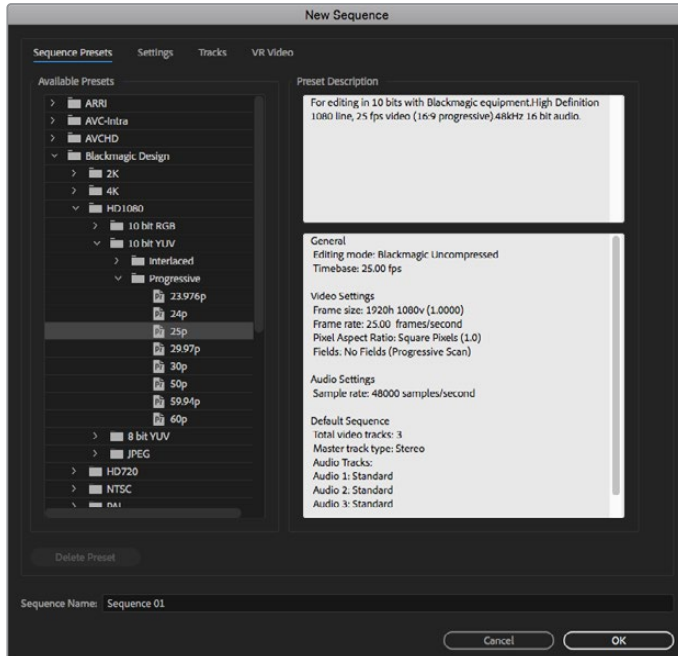 New Sequence
Sequence Presets Settings Tracks VR Video
Available Presets
ARRI
AVC-Intra
AVCHD
Blackmagic Design
2K
4K
HD1080
10 bit RGB
10 bit YUV
Interlaced
Progressive
23.976p
24p
25p
29.97p
30p
50p
59.94p
60p
8 bit YUV
JPEG
HD720
NTSC
PAL
Delete Preset
Preset Description
For editing in 10 bits with Blackmagic equipment.High Definition
1080 line, 25 fps video (16:9 progressive).48kHz 16 bit audio.
General
Editing mode: Blackmagic Uncompressed
Timebase: 25.00 fps
Video Settings
Frame size: 1920h 1080v (1.0000)
Frame rate: 25.00 frames/second
Pixel Aspect Ratio: Square Pixels (1.0)
Fields: No Fields (Progressive Scan)
Audio Settings
Sample rate: 48000 samples/second
Default Sequence
Total video tracks: 3
Master track type: Stereo
Audio Tracks:
Audio 1: Standard
Audio 2: Standard
Audio 3: Standard
Sequence Name: Sequence 01
Cancel OK